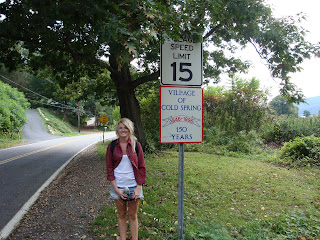 SPEED
LIMIT
15
VILLAGE
OF
COLD SPRING
150
YEARS